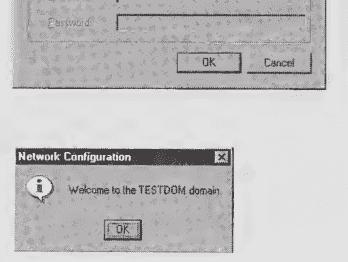 Password:
OK Cancel
Network Configuration
Welcome to the TESTDOM domain.
OK